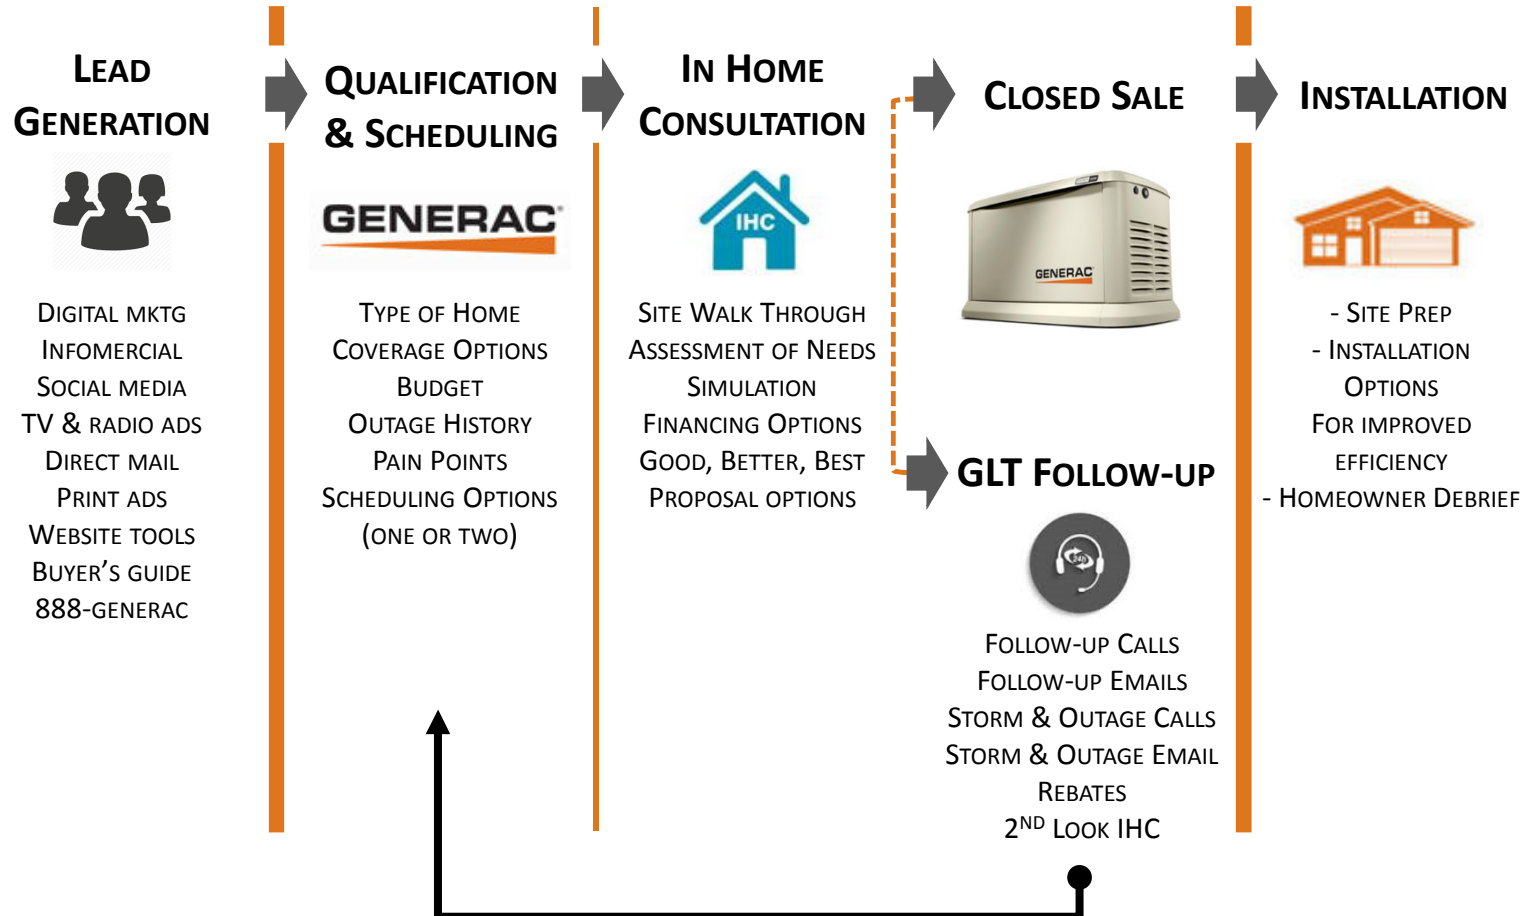 LEAD
GENERATION
DIGITAL MKTG
INFOMERCIAL
SOCIAL MEDIA
TV & RADIO ADS
DIRECT MAIL
PRINT ADS
WEBSITE TOOLS
BUYER’S GUIDE
888-GENERAC
QUALIFICATION
& SCHEDULING
GENERAC
TYPE OF HOME
COVERAGE OPTIONS
BUDGET
OUTAGE HISTORY
PAIN POINTS
SCHEDULING OPTIONS
(ONE OR TWO)
IN HOME
CONSULTATION
IHC
SITE WALK THROUGH
ASSESSMENT OF NEEDS
SIMULATION
FINANCING OPTIONS
GOOD, BETTER, BEST
PROPOSAL OPTIONS
CLOSED SALE
GENERAC
GLT FOLLOW-UP
24h
FOLLOW-UP CALLS
FOLLOW-UP EMAILS
STORM & OUTAGE CALLS
STORM & OUTAGE EMAIL
REBATES
2ND LOOK IHC
INSTALLATION
- SITE PREP
- INSTALLATION
OPTIONS
FOR IMPROVED
EFFICIENCY
- HOMEOWNER DEBRIEF